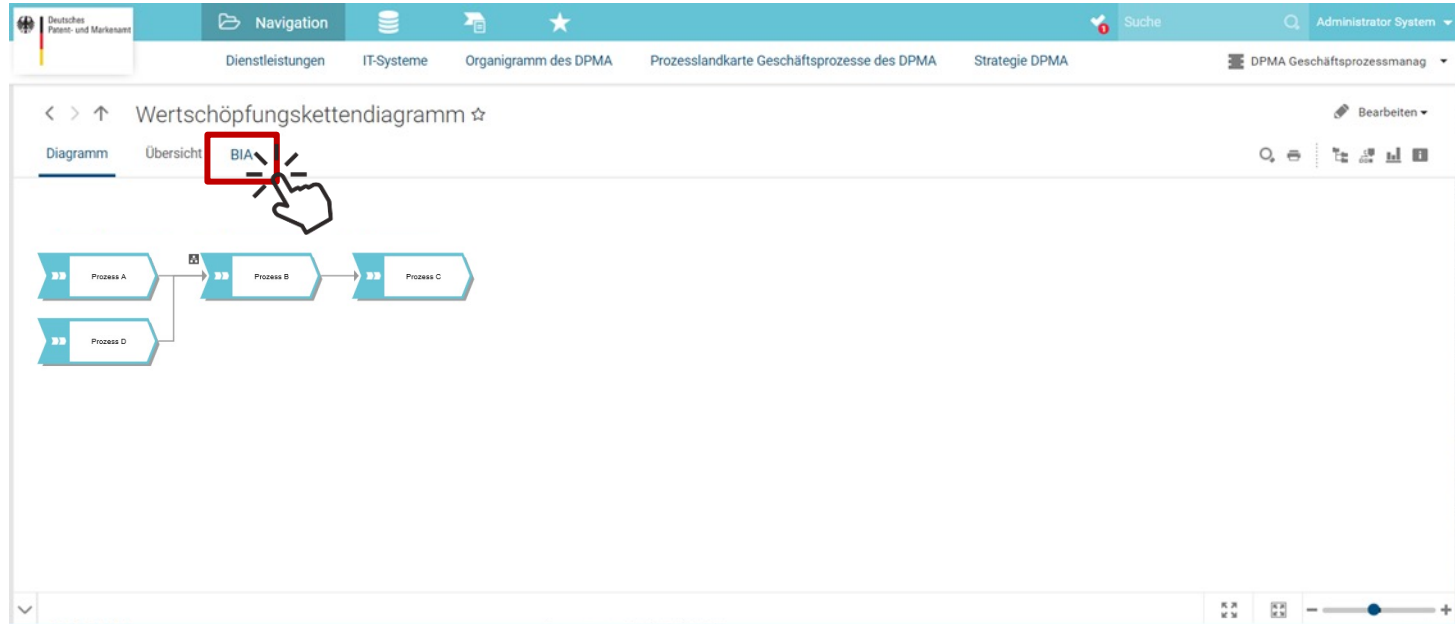 Deutsches
Patent- und Markenamt
Navigation
1
Suche
Administrator System
Dienstleistungen IT-Systeme Organigramm des DPMA Prozesslandkarte Geschäftsprozesse des DPMA Strategie DPMA
DPMA Geschäftsprozessmanag
Wertschöpfungskettendiagramm
Bearbeiten
Diagramm Übersicht BIA
Prozess A Prozess B Prozess C
Prozess D